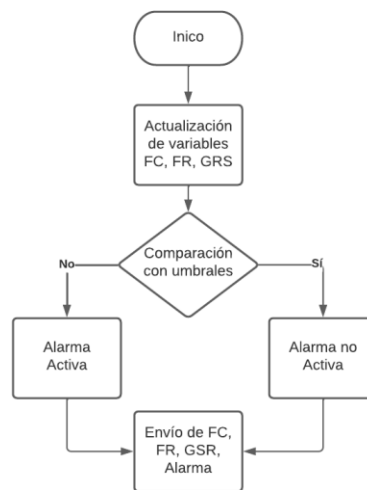 Inico
Actualización
de variables
FC, FR, GRS
Comparación
con umbrales
No
Sí
Alarma
Activa
Alarma no
Activa
Envío de FC,
FR, GSR,
Alarma